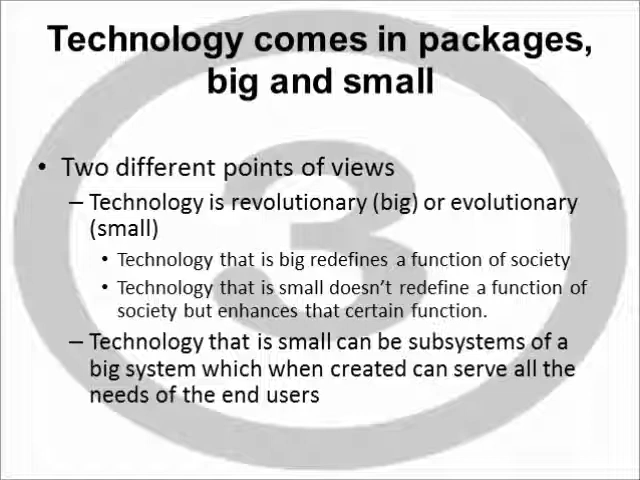 Technology comes in packages,
big and small
3
• Two different points of views
– Technology is revolutionary (big) or evolutionary
(small)
• Technology that is big redefines a function of society
• Technology that is small doesn't redefine a function of
society but enhances that certain function.
– Technology that is small can be subsystems of a
big system which when created can serve all the
needs of the end users